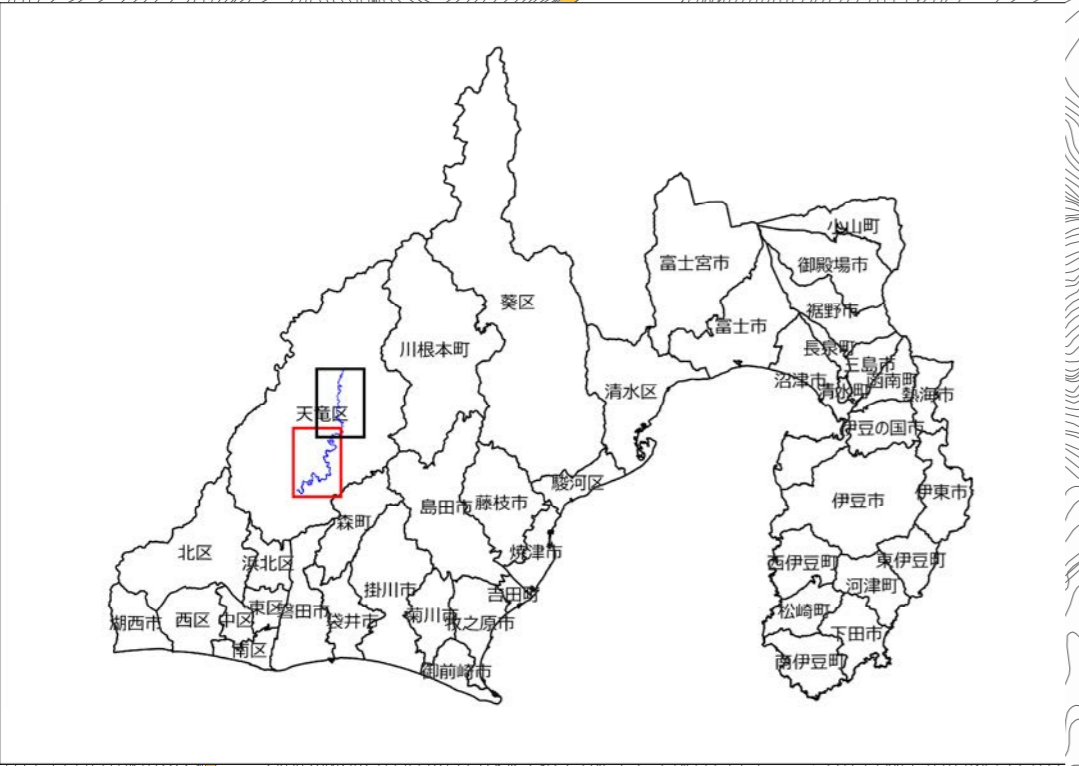 小山町
富士宮市
御殿場市
葵区
裾野市
富士市
川根本町
長泉町
三島市
沼津市
函南町
清水町
熱海市
清水区
天竜区
伊豆の国市
駿河区
伊東市
伊豆市
島田市
藤枝市
森町
焼津市
北区
浜北区
西伊豆町
東伊豆町
掛川市
河津町
吉田町
湖西市
西区
中区
東区
磐田市
袋井市
菊川市
牧之原市
松崎町
下田市
南区
南伊豆町
御前崎市